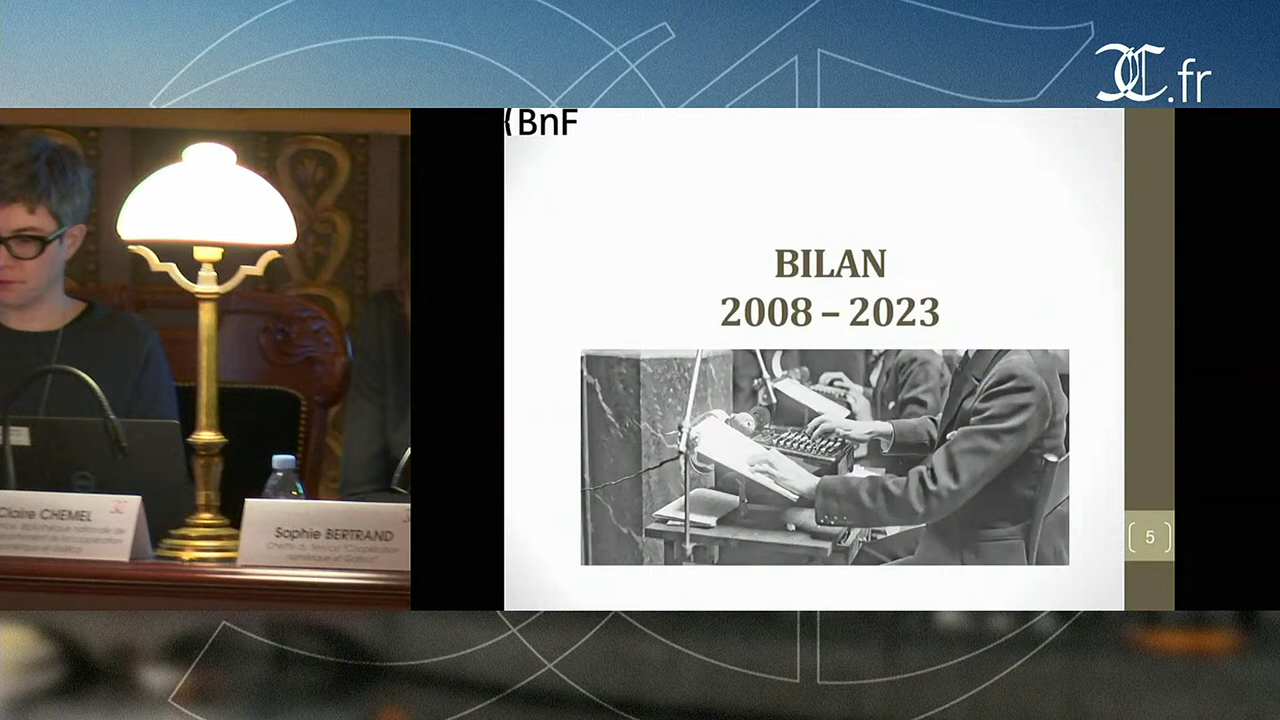 .fr
BnF
BILAN
2008 – 2023
5
Claire CHEMEL
Sophie BERTRAND